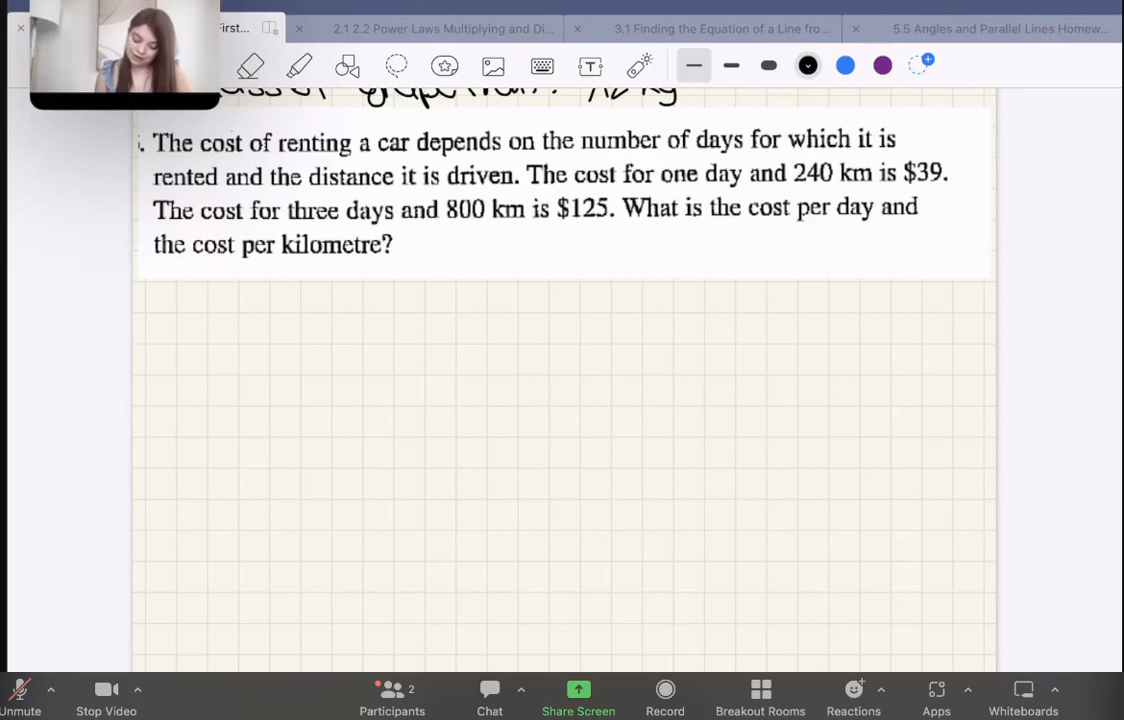 irst...
2.1 2.2 Power Laws Multiplying and Di...
3.1 Finding the Equation of a Line fro...
5.5 Angles and Parallel Lines Homew...
T
kg
. The cost of renting a car depends on the number of days for which it is
rented and the distance it is driven. The cost for one day and 240 km is $39.
The cost for three days and 800 km is $125. What is the cost per day and
the cost per kilometre?
Unmute
Stop Video
Participants
2
Chat
Share Screen
Record
Breakout Rooms
Reactions
Apps
Whiteboards